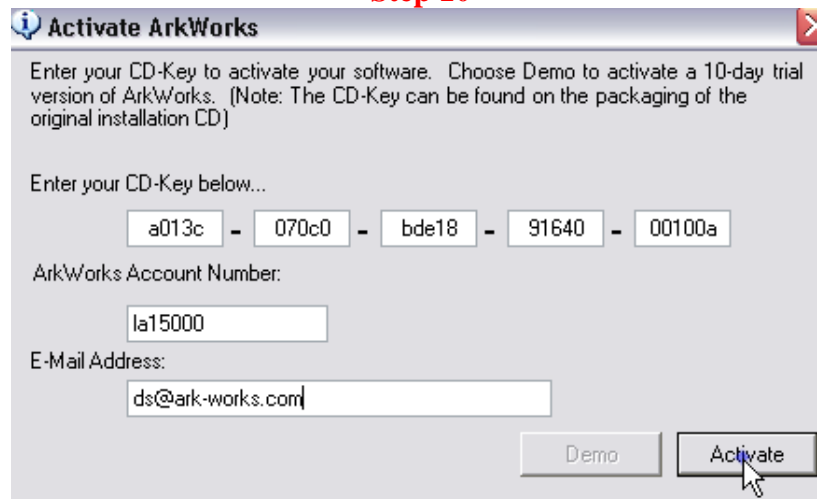 Step 10
Activate ArkWorks
Enter your CD-Key to activate your software. Choose Demo to activate a 10-day trial
version of ArkWorks. (Note: The CD-Key can be found on the packaging of the
original installation CD)
Enter your CD-Key below...
a013c - 070c0 - bde18 - 91640 - 00100a
ArkWorks Account Number:
la15000
E-Mail Address:
ds@ark-works.com
Demo Activate